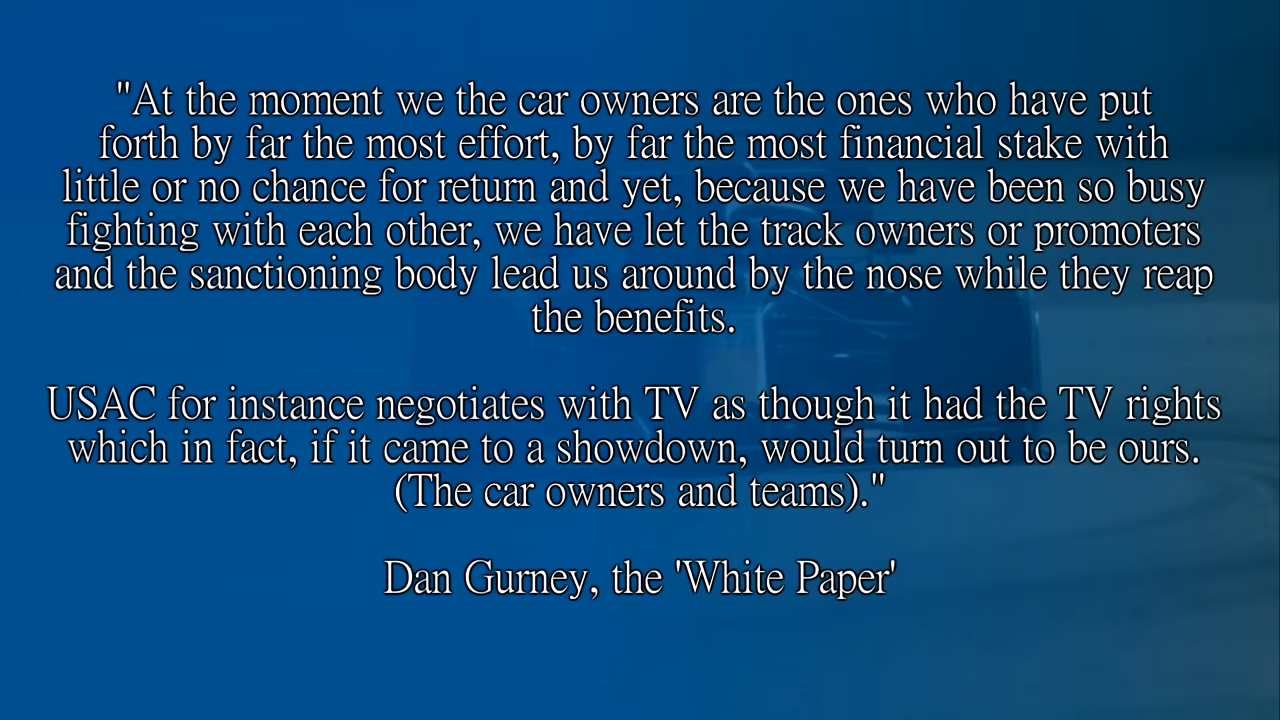 "At the moment we the car owners are the ones who have put
forth by far the most effort, by far the most financial stake with
little or no chance for return and yet, because we have been so busy
fighting with each other, we have let the track owners or promoters
and the sanctioning body lead us around by the nose while they reap
the benefits.
USAC for instance negotiates with TV as though it had the TV rights
which in fact, if it came to a showdown, would turn out to be ours.
(The car owners and teams)."
Dan Gurney, the 'White Paper'